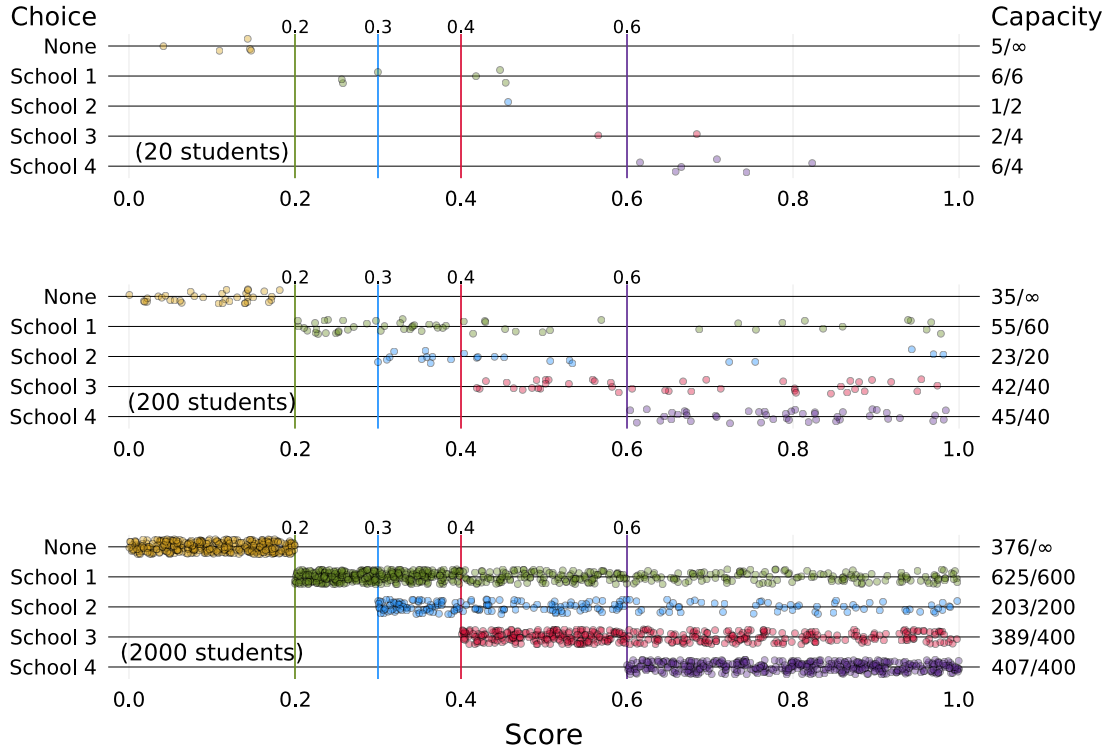 Choice Capacity
0.2 0.3 0.4 0.6
None 5/∞
School 1 6/6
School 2 1/2
School 3 2/4
(20 students)
School 4 6/4
0.0 0.2 0.4 0.6 0.8 1.0
0.2 0.3 0.4 0.6
None 35/∞
School 1 55/60
School 2 23/20
School 3 42/40
(200 students)
School 4 45/40
0.0 0.2 0.4 0.6 0.8 1.0
0.2 0.3 0.4 0.6
None 376/∞
School 1 625/600
School 2 203/200
School 3 389/400
(2000 students)
School 4 407/400
0.0 0.2 0.4 0.6 0.8 1.0
Score